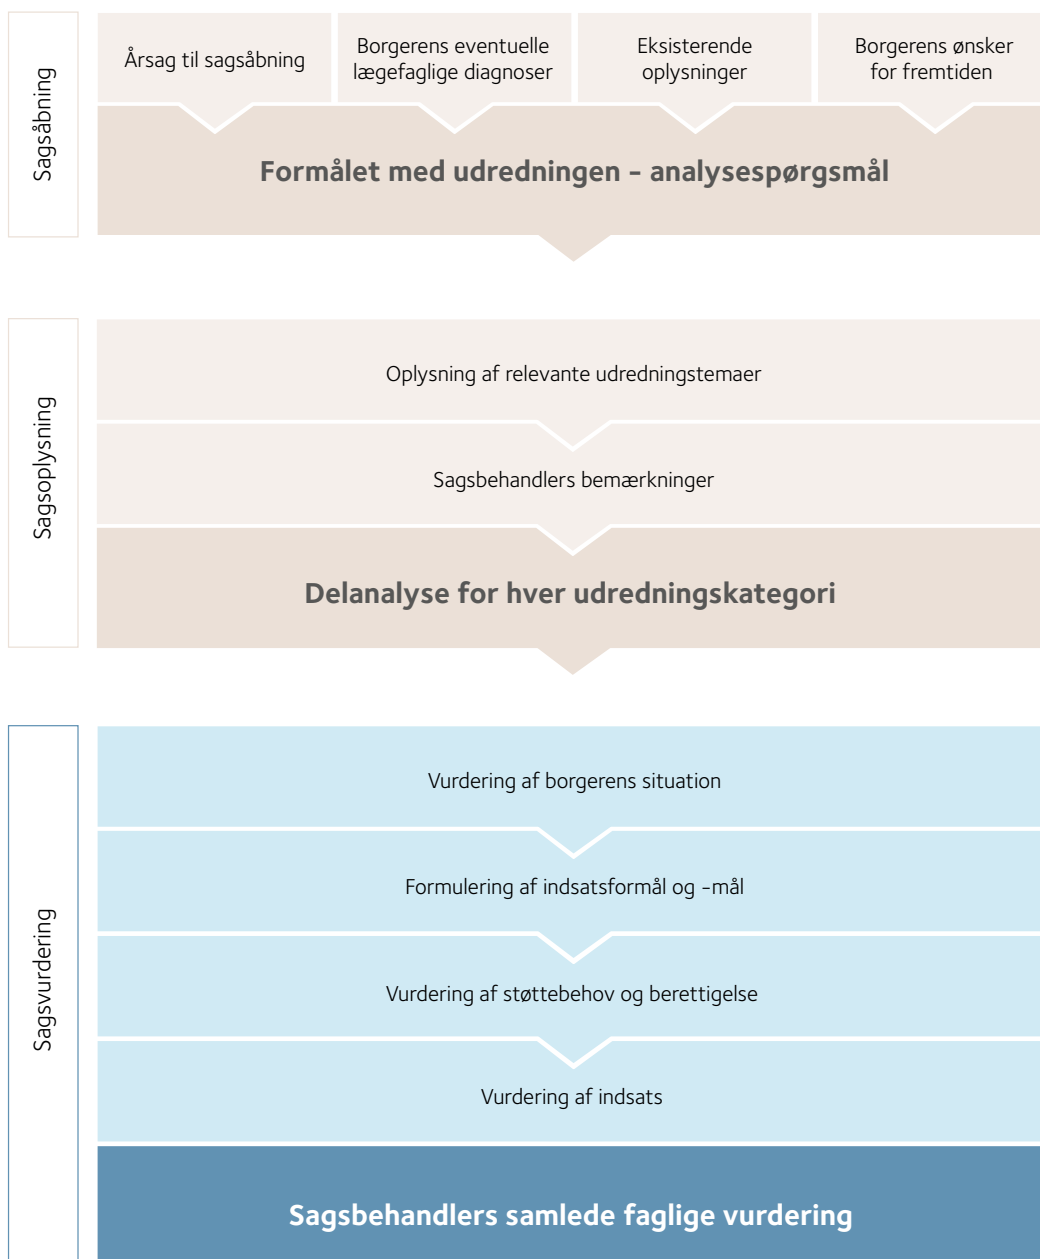 Sagsåbning
Årsag til sagsåbning
Borgerens eventuelle
lægefaglige diagnoser
Eksisterende
oplysninger
Borgerens ønsker
for fremtiden
Formålet med udredningen – analysespørgsmål
Sagsoplysning
Oplysning af relevante udredningstemaer
Sagsbehandlers bemærkninger
Delanalyse for hver udredningskategori
Sagsvurdering
Vurdering af borgerens situation
Formulering af indsatsformål og -mål
Vurdering af støttebehov og berettigelse
Vurdering af indsats
Sagsbehandlers samlede faglige vurdering